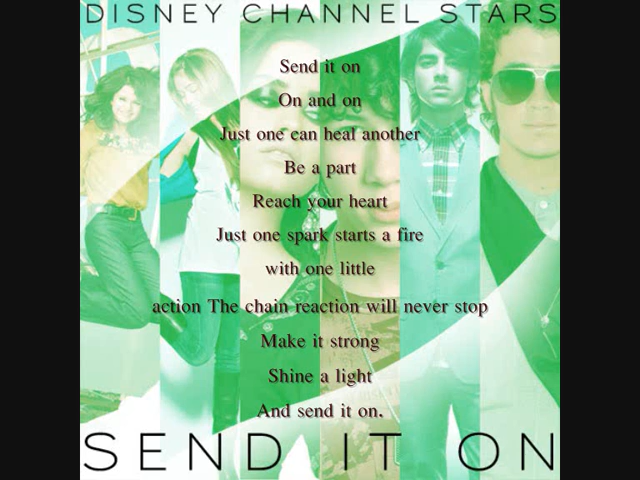 DISNEY CHANNEL STARS
Send it on
On and on
Just one can heal another
Be a part
Reach your heart
Just one spark starts a fire
with one little
action The chain reaction will never stop
Make it strong
Shine a light
And send it on.
SEND IT ON